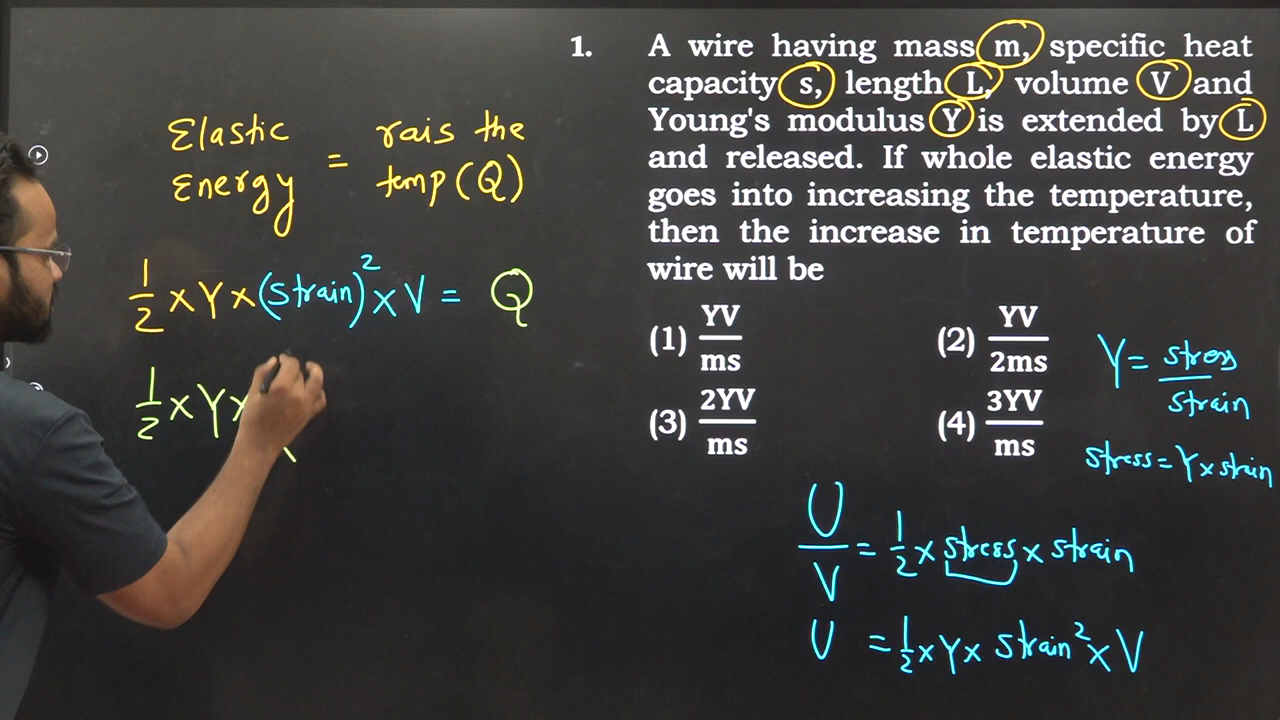 1. A wire having mass m, specific heat
capacity s, length L, volume V and
Young's modulus Y is extended by L
and released. If whole elastic energy
goes into increasing the temperature,
then the increase in temperature of
wire will be
(1) YV/ms (2) YV/2ms
(3) 2YV/ms (4) 3YV/ms
Elastic Energy = rais the temp (Q)
1/2 × Y × (strain)² × V = Q
1/2 × Y ×
Y = stress/strain
stress = Y × strain
U/V = 1/2 × stress × strain
U = 1/2 × Y × strain² × V